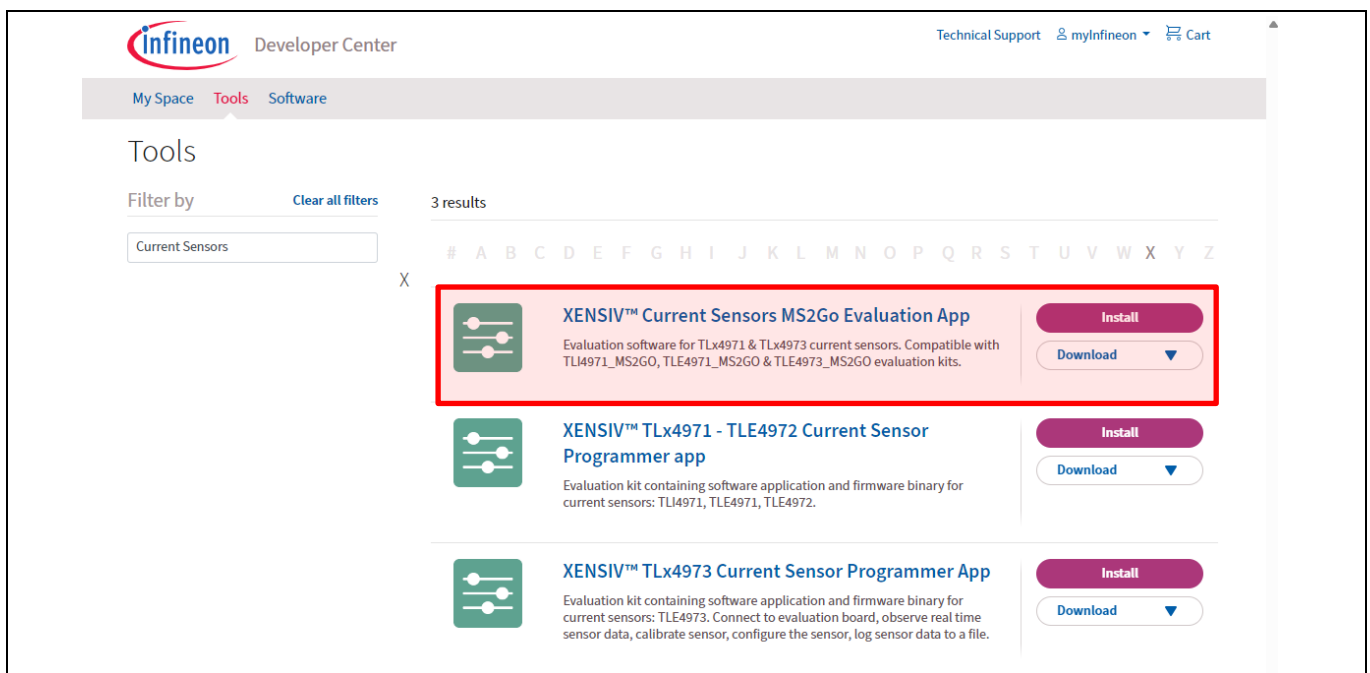 infineon Developer Center
Technical Support myInfineon Cart
My Space Tools Software
Tools
Filter by Clear all filters
Current Sensors
X
3 results
# A B C D E F G H I J K L M N O P Q R S T U V W X Y Z
XENSIV™ Current Sensors MS2Go Evaluation App
Evaluation software for TLx4971 & TLx4973 current sensors. Compatible with
TLI4971_MS2GO, TLE4971_MS2GO & TLE4973_MS2GO evaluation kits.
Install
Download
XENSIV™ TLx4971 - TLE4972 Current Sensor
Programmer app
Evaluation kit containing software application and firmware binary for
current sensors: TLI4971, TLE4971, TLE4972.
Install
Download
XENSIV™ TLx4973 Current Sensor Programmer App
Evaluation kit containing software application and firmware binary for
current sensors: TLE4973. Connect to evaluation board, observe real time
sensor data, calibrate sensor, configure the sensor, log sensor data to a file.
Install
Download